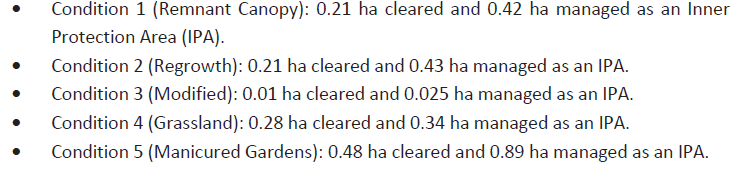 • Condition 1 (Remnant Canopy): 0.21 ha cleared and 0.42 ha managed as an Inner
Protection Area (IPA).
• Condition 2 (Regrowth): 0.21 ha cleared and 0.43 ha managed as an IPA.
• Condition 3 (Modified): 0.01 ha cleared and 0.025 ha managed as an IPA.
• Condition 4 (Grassland): 0.28 ha cleared and 0.34 ha managed as an IPA.
• Condition 5 (Manicured Gardens): 0.48 ha cleared and 0.89 ha managed as an IPA.